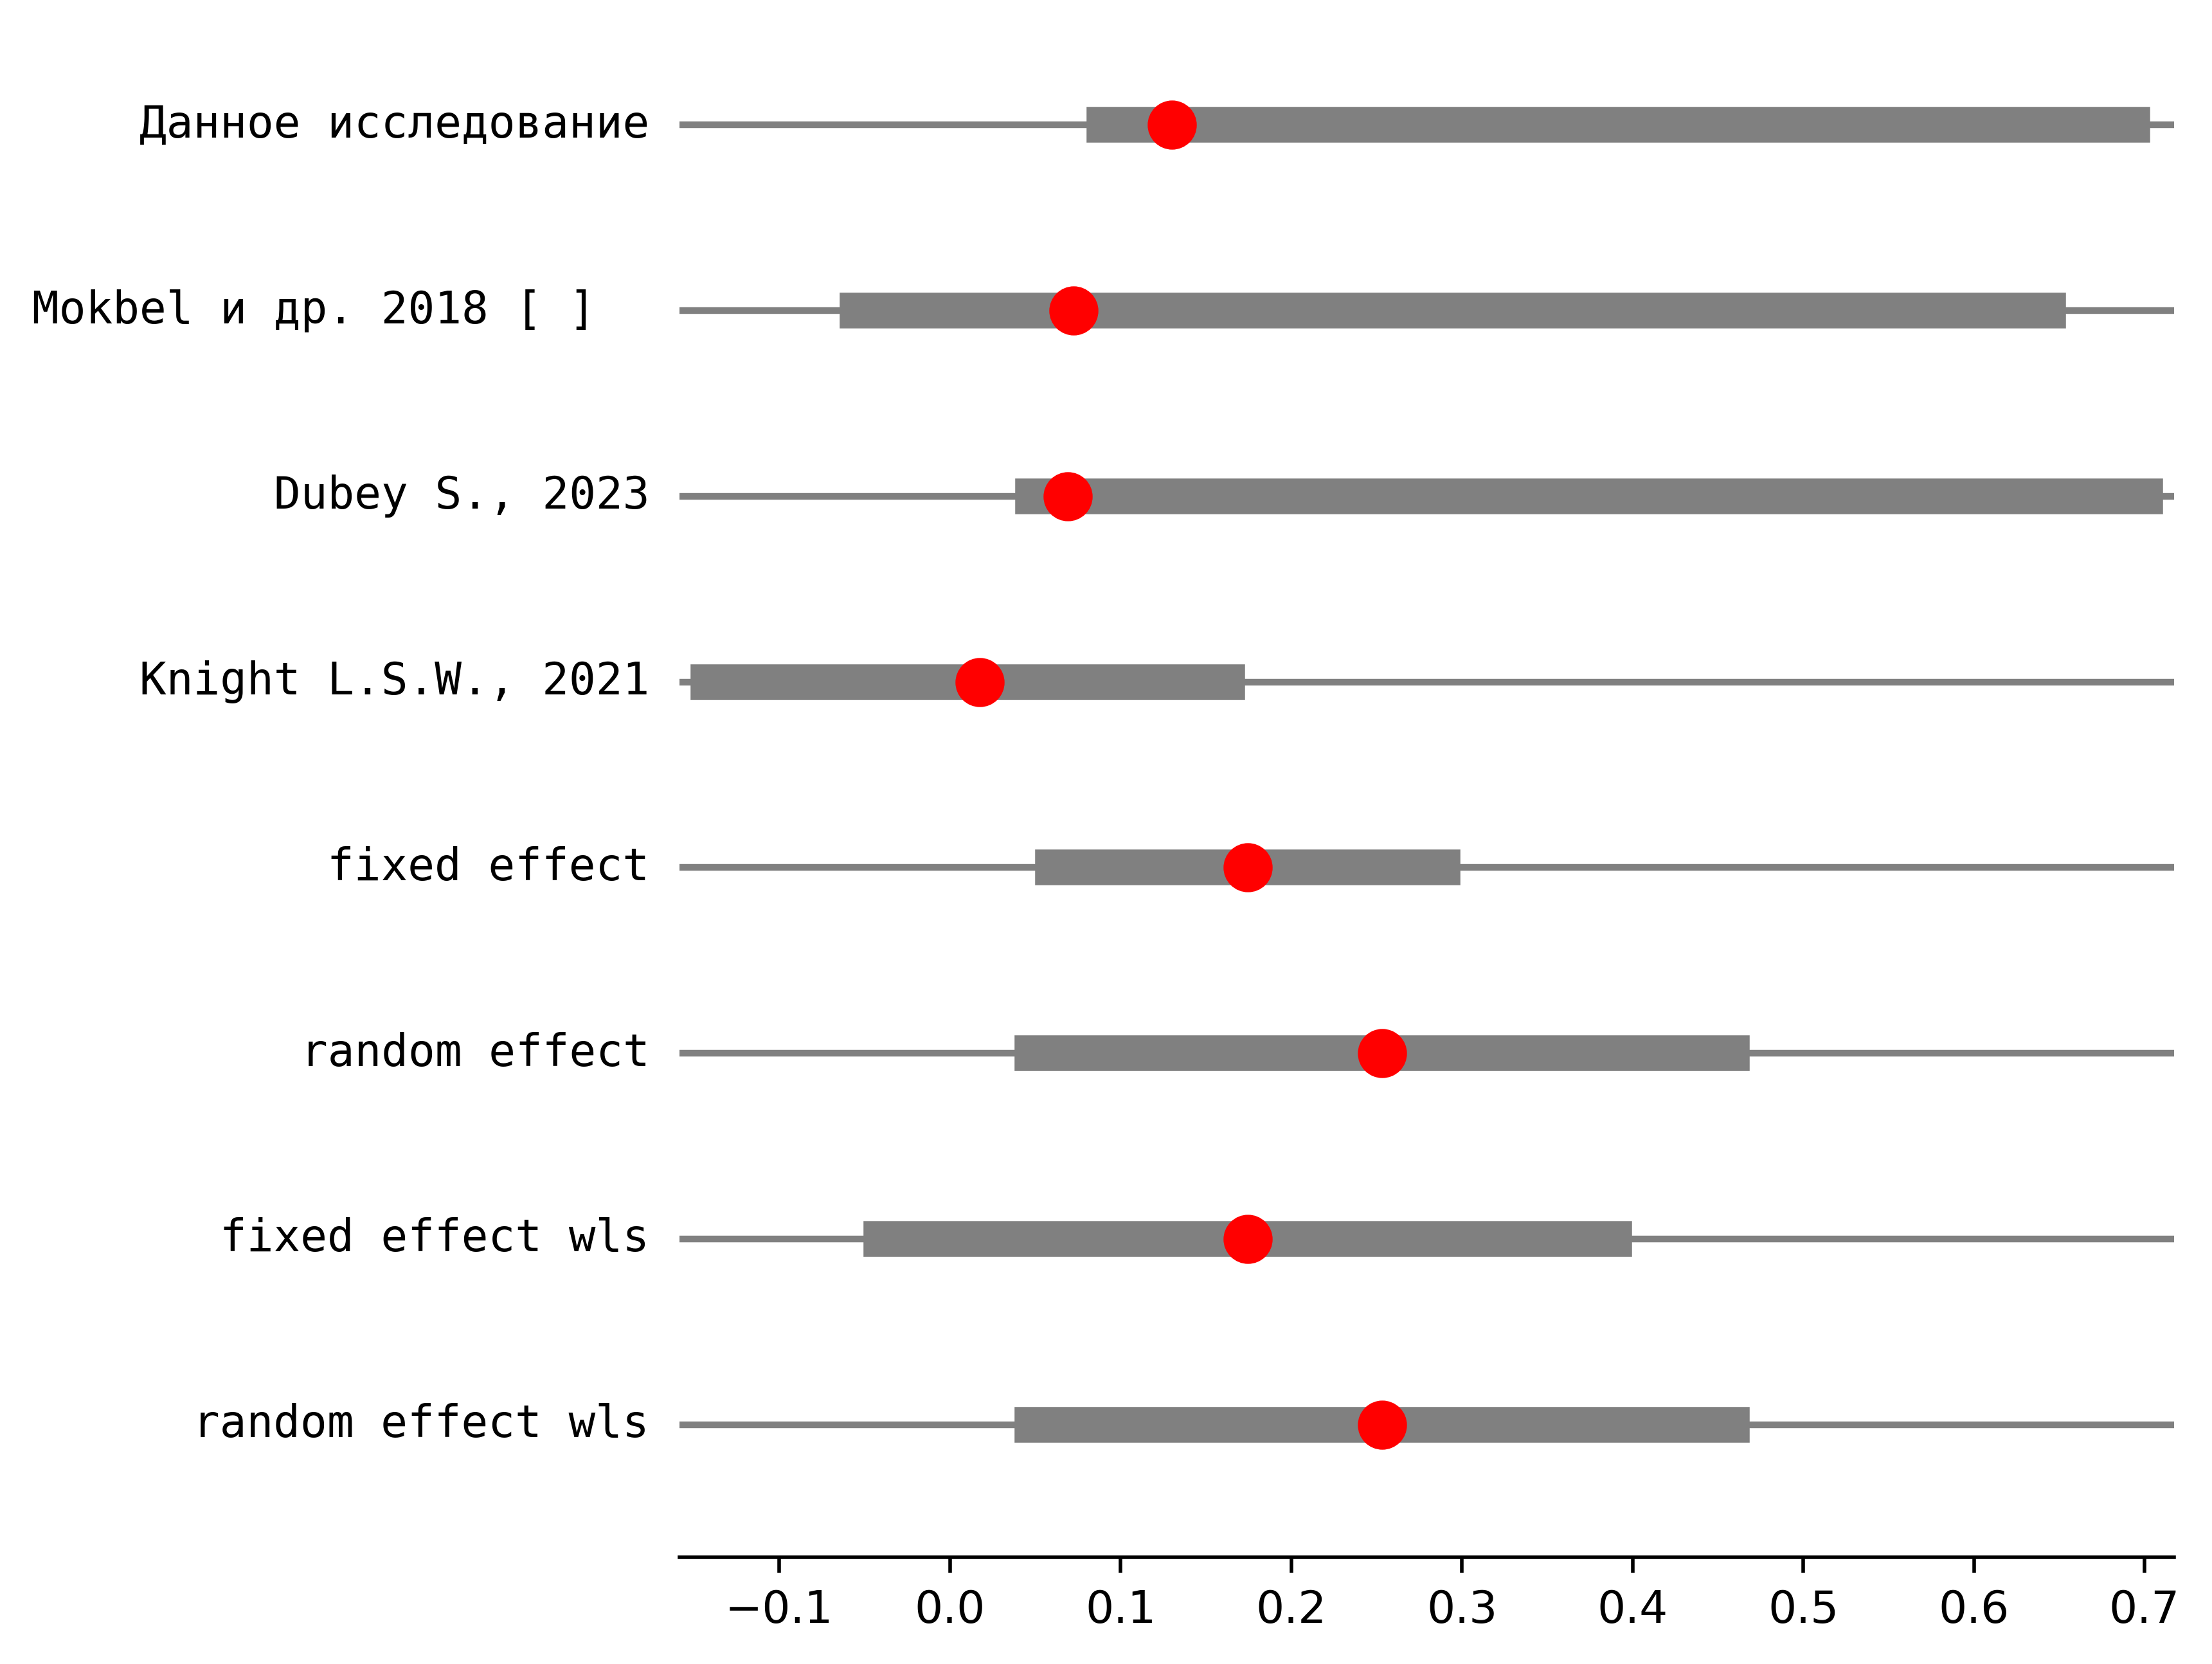 Данное исследование
Mokbel и др. 2018 [ ]
Dubey S., 2023
Knight L.S.W., 2021
fixed effect
random effect
fixed effect wls
random effect wls
−0.1 0.0 0.1 0.2 0.3 0.4 0.5 0.6 0.7